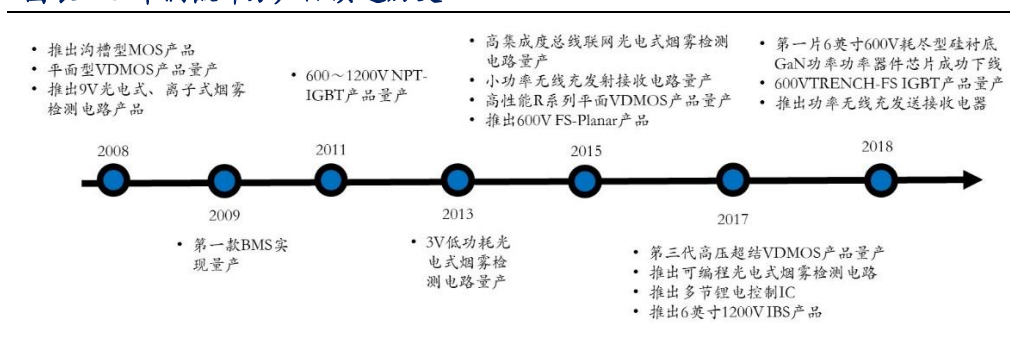 • 推出沟槽型MOS产品
• 平面型VDMOS产品量产
• 推出9V光电式、离子式烟雾
检测电路产品
• 600～1200V NPT-
IGBT产品量产
• 高集成度总线联网光电式烟雾检测
电路量产
• 小功率无线充发射接收电路量产
• 高性能R系列平面VDMOS产品量产
• 推出600V FS-Planar产品
• 第一片6英寸600V耗尽型硅衬底
GaN功率功率器件芯片成功下线
• 600VTRENCH-FS IGBT产品量产
• 推出功率无线充发送接收电器
2008
2011
2015
2018
2009
2013
2017
• 第一款BMS实
现量产
• 3V低功耗光
电式烟雾检
测电路量产
• 第三代高压超结VDMOS产品量产
• 推出可编程光电式烟雾检测电路
• 推出多节锂电控制IC
• 推出6英寸1200V IBS产品